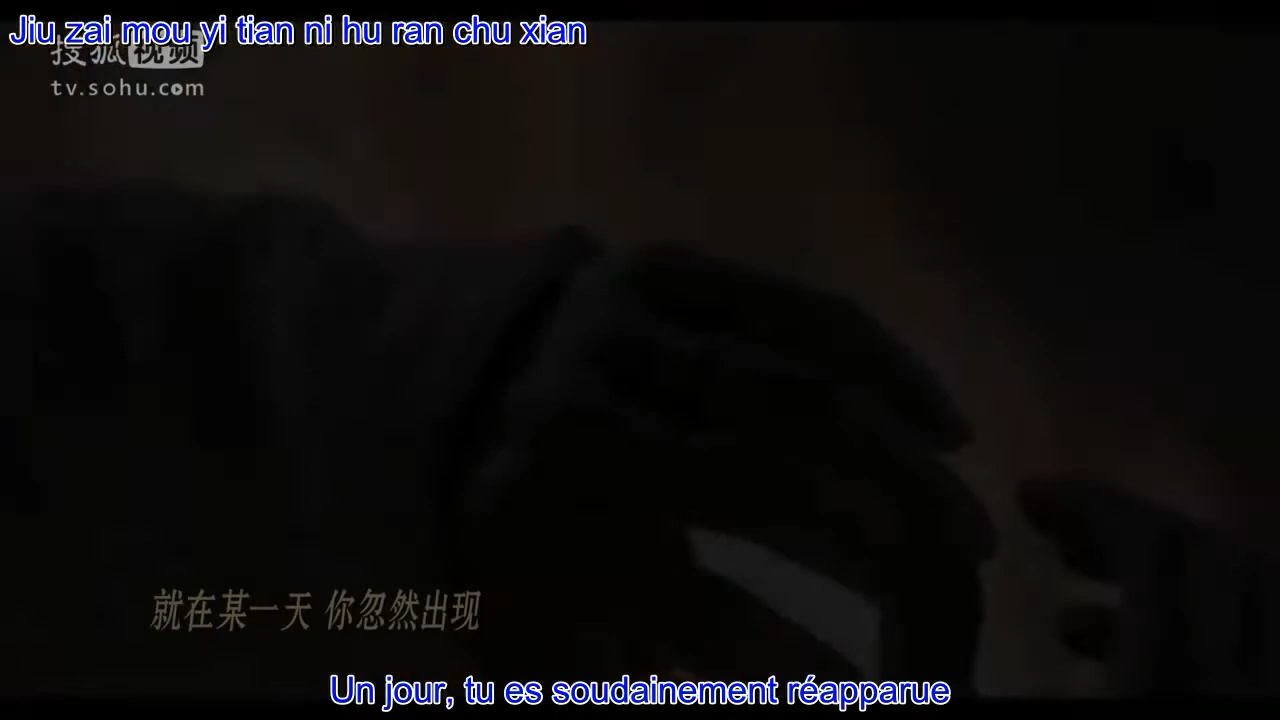 Jiu zai mou yi tian ni hu ran chu xian
搜狐视频
tv.sohu.com
就在某一天 你忽然出现
Un jour, tu es soudainement réapparue